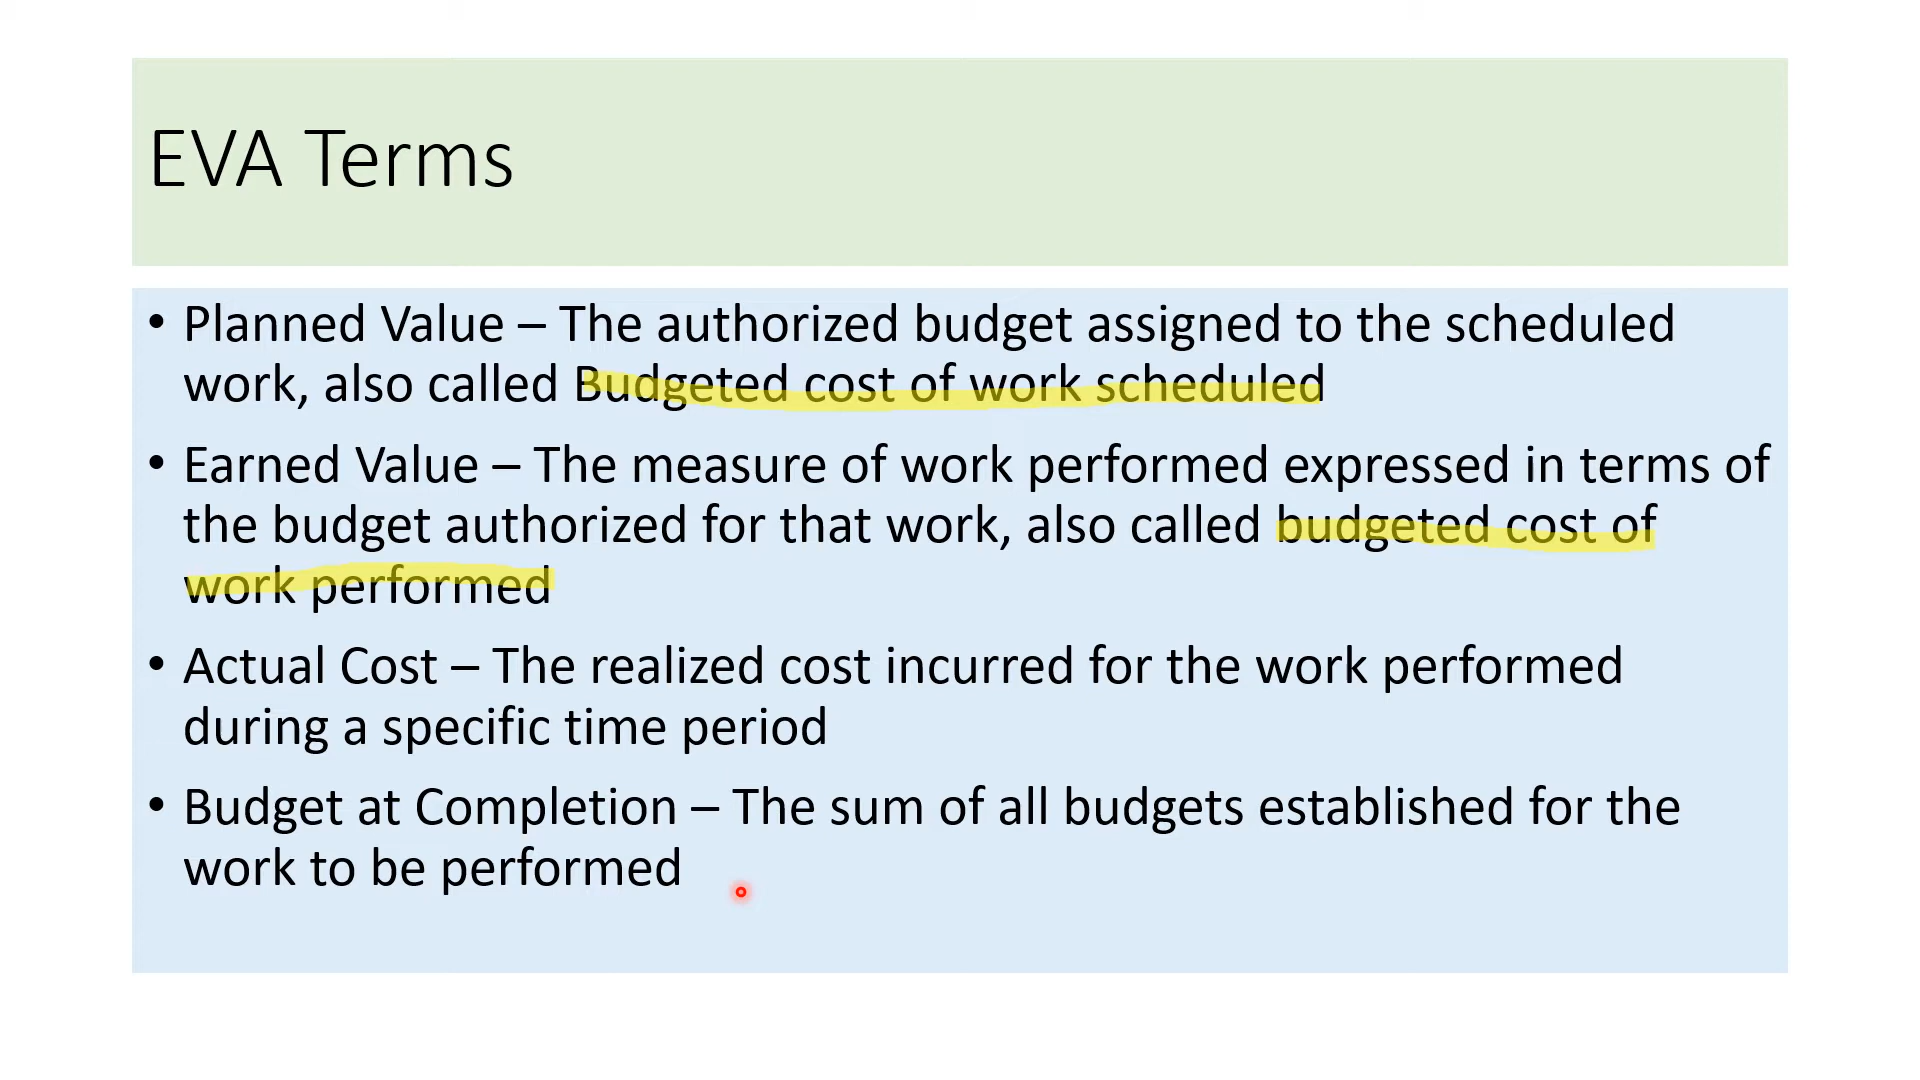 EVA Terms
• Planned Value – The authorized budget assigned to the scheduled
work, also called Budgeted cost of work scheduled
• Earned Value – The measure of work performed expressed in terms of
the budget authorized for that work, also called budgeted cost of
work performed
• Actual Cost – The realized cost incurred for the work performed
during a specific time period
• Budget at Completion – The sum of all budgets established for the
work to be performed